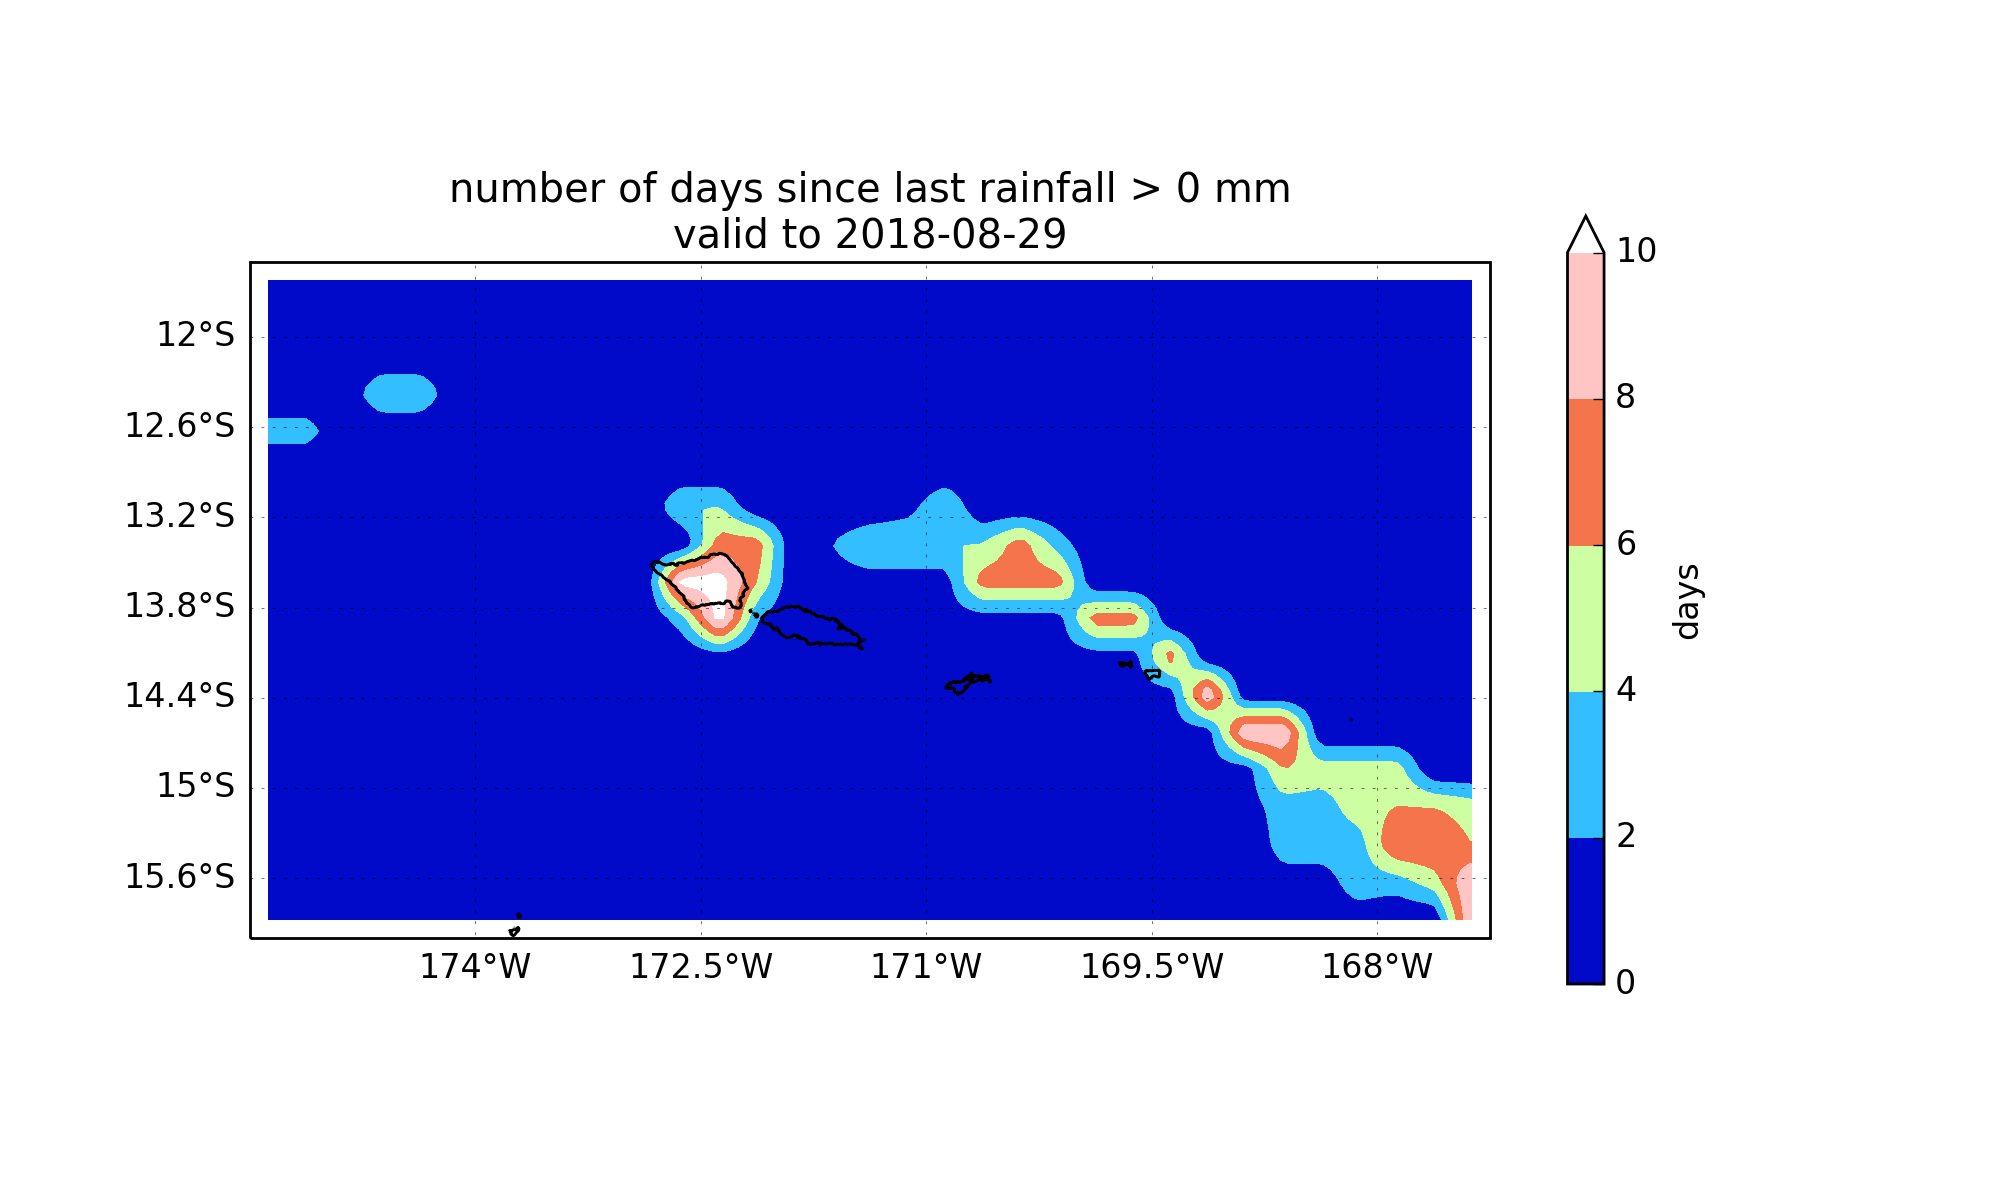 number of days since last rainfall > 0 mm
valid to 2018-08-29
12°S
12.6°S
13.2°S
13.8°S
14.4°S
15°S
15.6°S
174°W
172.5°W
171°W
169.5°W
168°W
10
8
6
4
2
0
days